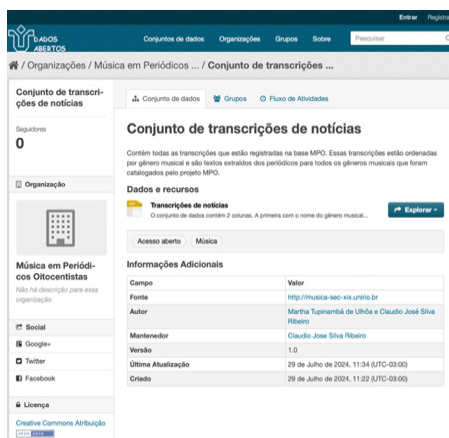 Entrar Registra
DADOS
ABERTOS
Conjuntos de dados Organizações Grupos Sobre Pesquisar
/ Organizações / Música em Periódicos ... / Conjunto de transcrições ...
Conjunto de transcri-
ções de notícias
Seguidores
0
Organização
Música em Periódi-
cos Oitocentistas
Não há descrição para essa
organização
Social
Google+
Twitter
Facebook
Licença
Creative Commons Atribuição
Conjunto de dados Grupos Fluxo de Atividades
Conjunto de transcrições de notícias
Contém todas as transcrições que estão registradas na base MPO. Essas transcrições estão ordenadas
por gênero musical e são textos extraídos dos periódicos para todos os gêneros musicais que foram
catalogados pelo projeto MPO.
Dados e recursos
Transcrições de notícias
O conjunto de dados contém 2 colunas. A primeira com o nome do gênero musical...
Explorar
Acesso aberto Música
Informações Adicionais
Campo Valor
Fonte http://musica-sec-xix.unirio.br
Autor Martha Tupinambá de Ulhôa e Claudio José Silva
Ribeiro
Mantenedor Claudio Jose Silva Ribeiro
Versão 1.0
Última Atualização 29 de Julho de 2024, 11:34 (UTC-03:00)
Criado 29 de Julho de 2024, 11:22 (UTC-03:00)